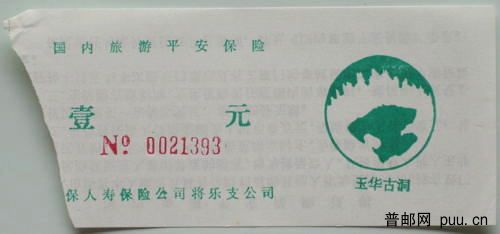 国内旅游平安保险
壹 元
Nº 0021393
保人寿保险公司将乐支公司
玉华古洞
普邮网 puu.cn